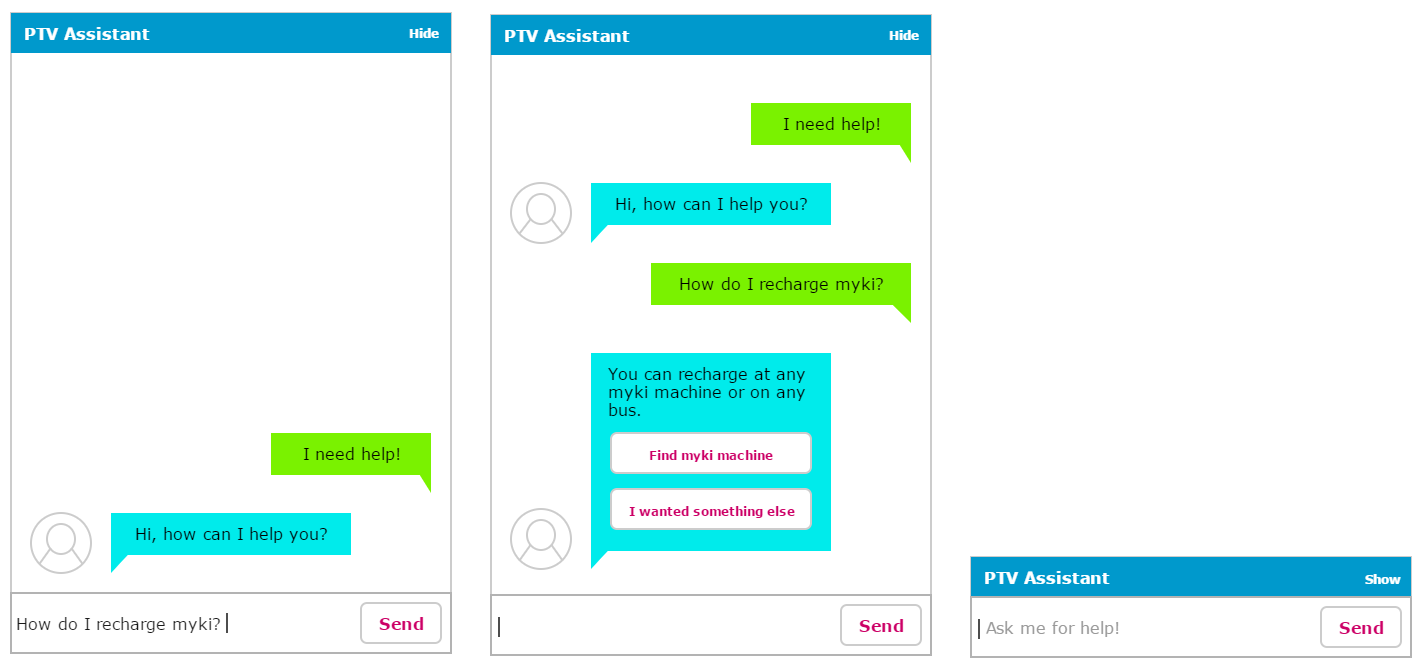 PTV Assistant
Hide
I need help!
Hi, how can I help you?
How do I recharge myki?
Send
PTV Assistant
Hide
I need help!
Hi, how can I help you?
How do I recharge myki?
You can recharge at any
myki machine or on any
bus.
Find myki machine
I wanted something else
Send
PTV Assistant
Show
Ask me for help!
Send